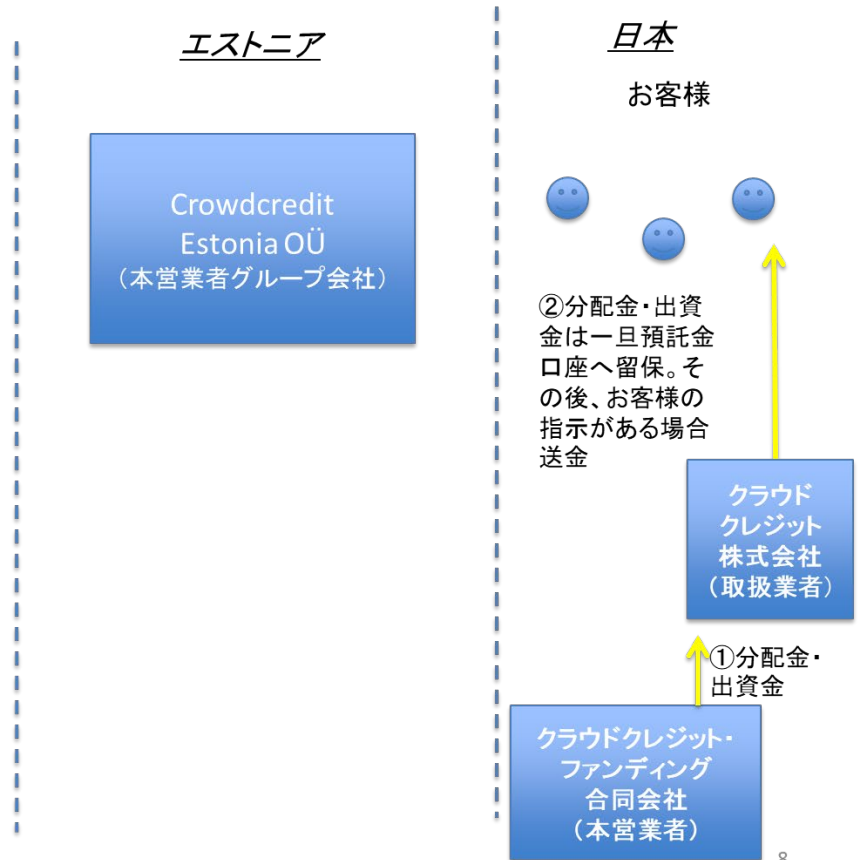 エストニア
日本
お客様
Crowdcredit
Estonia OÜ
（本営業者グループ会社）
②分配金・出資
金は一旦預託金
口座へ留保。そ
の後、お客様の
指示がある場合
送金
クラウド
クレジット
株式会社
（取扱業者）
①分配金・
出資金
クラウドクレジット・
ファンディング
合同会社
（本営業者）
8